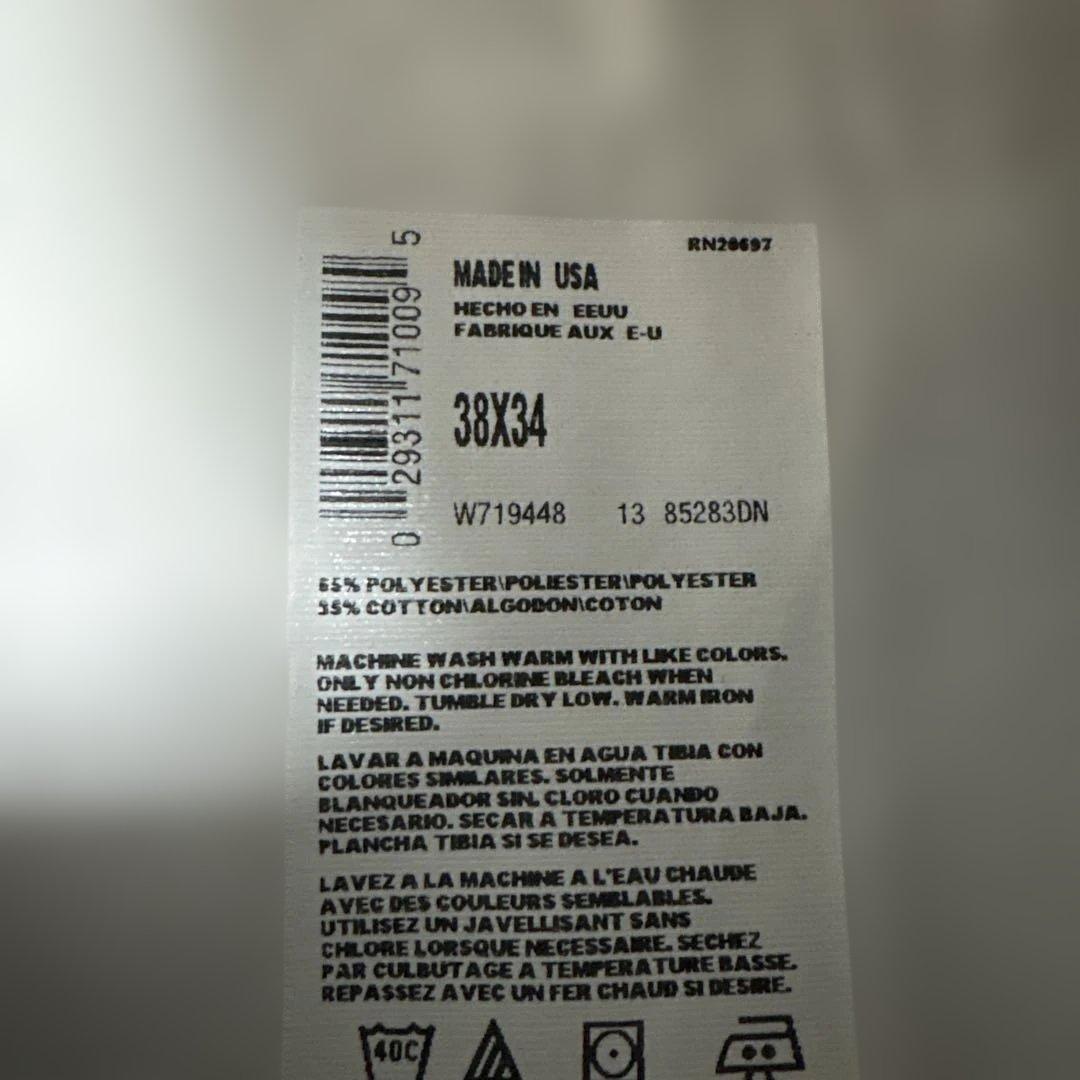 RN20697
MADE IN USA
HECHO EN EEUU
FABRIQUE AUX E-U
0 29311 71009 5
38X34
W719448 13 85283DN
65% POLYESTER\POLIESTER\POLYESTER
35% COTTON\ALGODON\COTON
MACHINE WASH WARM WITH LIKE COLORS.
ONLY NON CHLORINE BLEACH WHEN
NEEDED. TUMBLE DRY LOW. WARM IRON
IF DESIRED.
LAVAR A MAQUINA EN AGUA TIBIA CON
COLORES SIMILARES. SOLMENTE
BLANQUEADOR SIN. CLORO CUANDO
NECESARIO. SECAR A TEMPERATURA BAJA.
PLANCHA TIBIA SI SE DESEA.
LAVEZ A LA MACHINE A L'EAU CHAUDE
AVEC DES COULEURS SEMBLABLES.
UTILISEZ UN JAVELLISANT SANS
CHLORE LORSQUE NECESSAIRE. SECHEZ
PAR CULBUTAGE A TEMPERATURE BASSE.
REPASSEZ AVEC UN FER CHAUD SI DESIRE.
40C